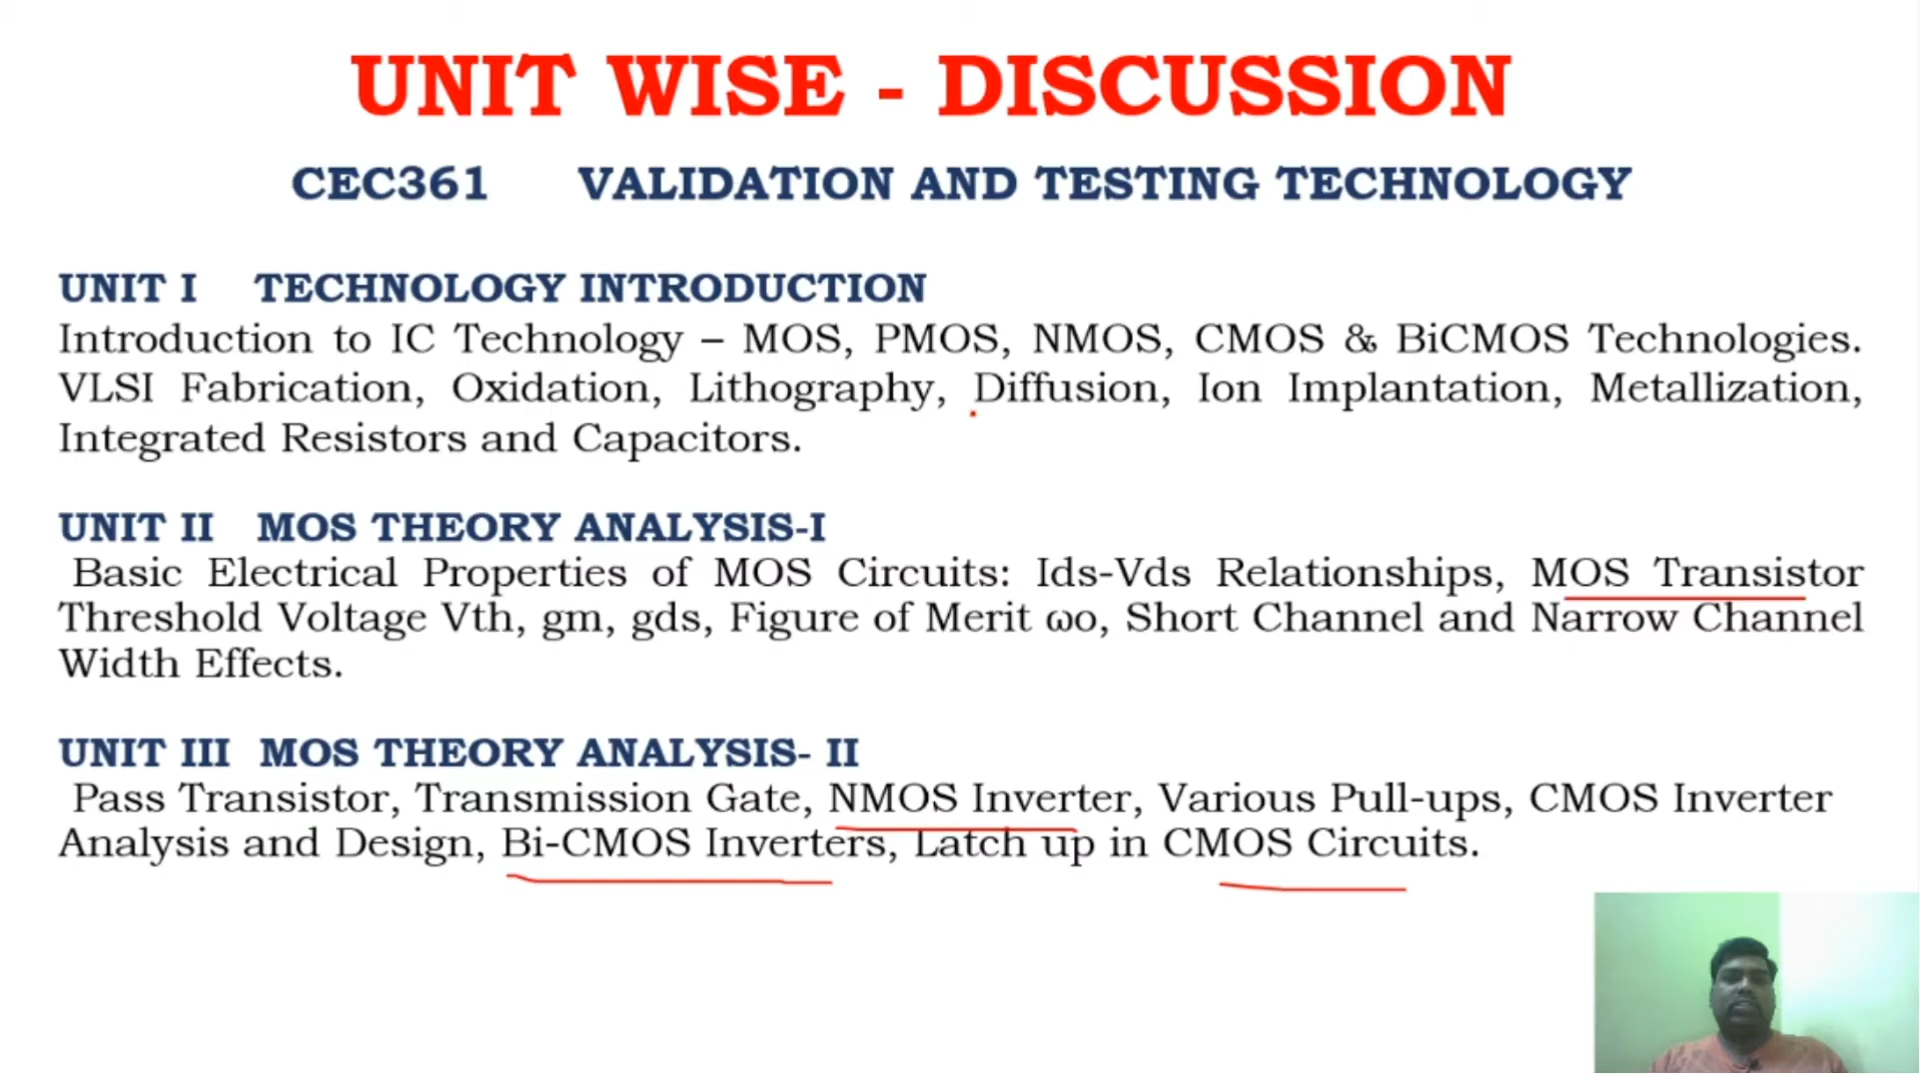 UNIT WISE - DISCUSSION
CEC361 VALIDATION AND TESTING TECHNOLOGY
UNIT I TECHNOLOGY INTRODUCTION
Introduction to IC Technology – MOS, PMOS, NMOS, CMOS & BiCMOS Technologies.
VLSI Fabrication, Oxidation, Lithography, Diffusion, Ion Implantation, Metallization,
Integrated Resistors and Capacitors.
UNIT II MOS THEORY ANALYSIS-I
Basic Electrical Properties of MOS Circuits: Ids-Vds Relationships, MOS Transistor
Threshold Voltage Vth, gm, gds, Figure of Merit ωo, Short Channel and Narrow Channel
Width Effects.
UNIT III MOS THEORY ANALYSIS- II
Pass Transistor, Transmission Gate, NMOS Inverter, Various Pull-ups, CMOS Inverter
Analysis and Design, Bi-CMOS Inverters, Latch up in CMOS Circuits.